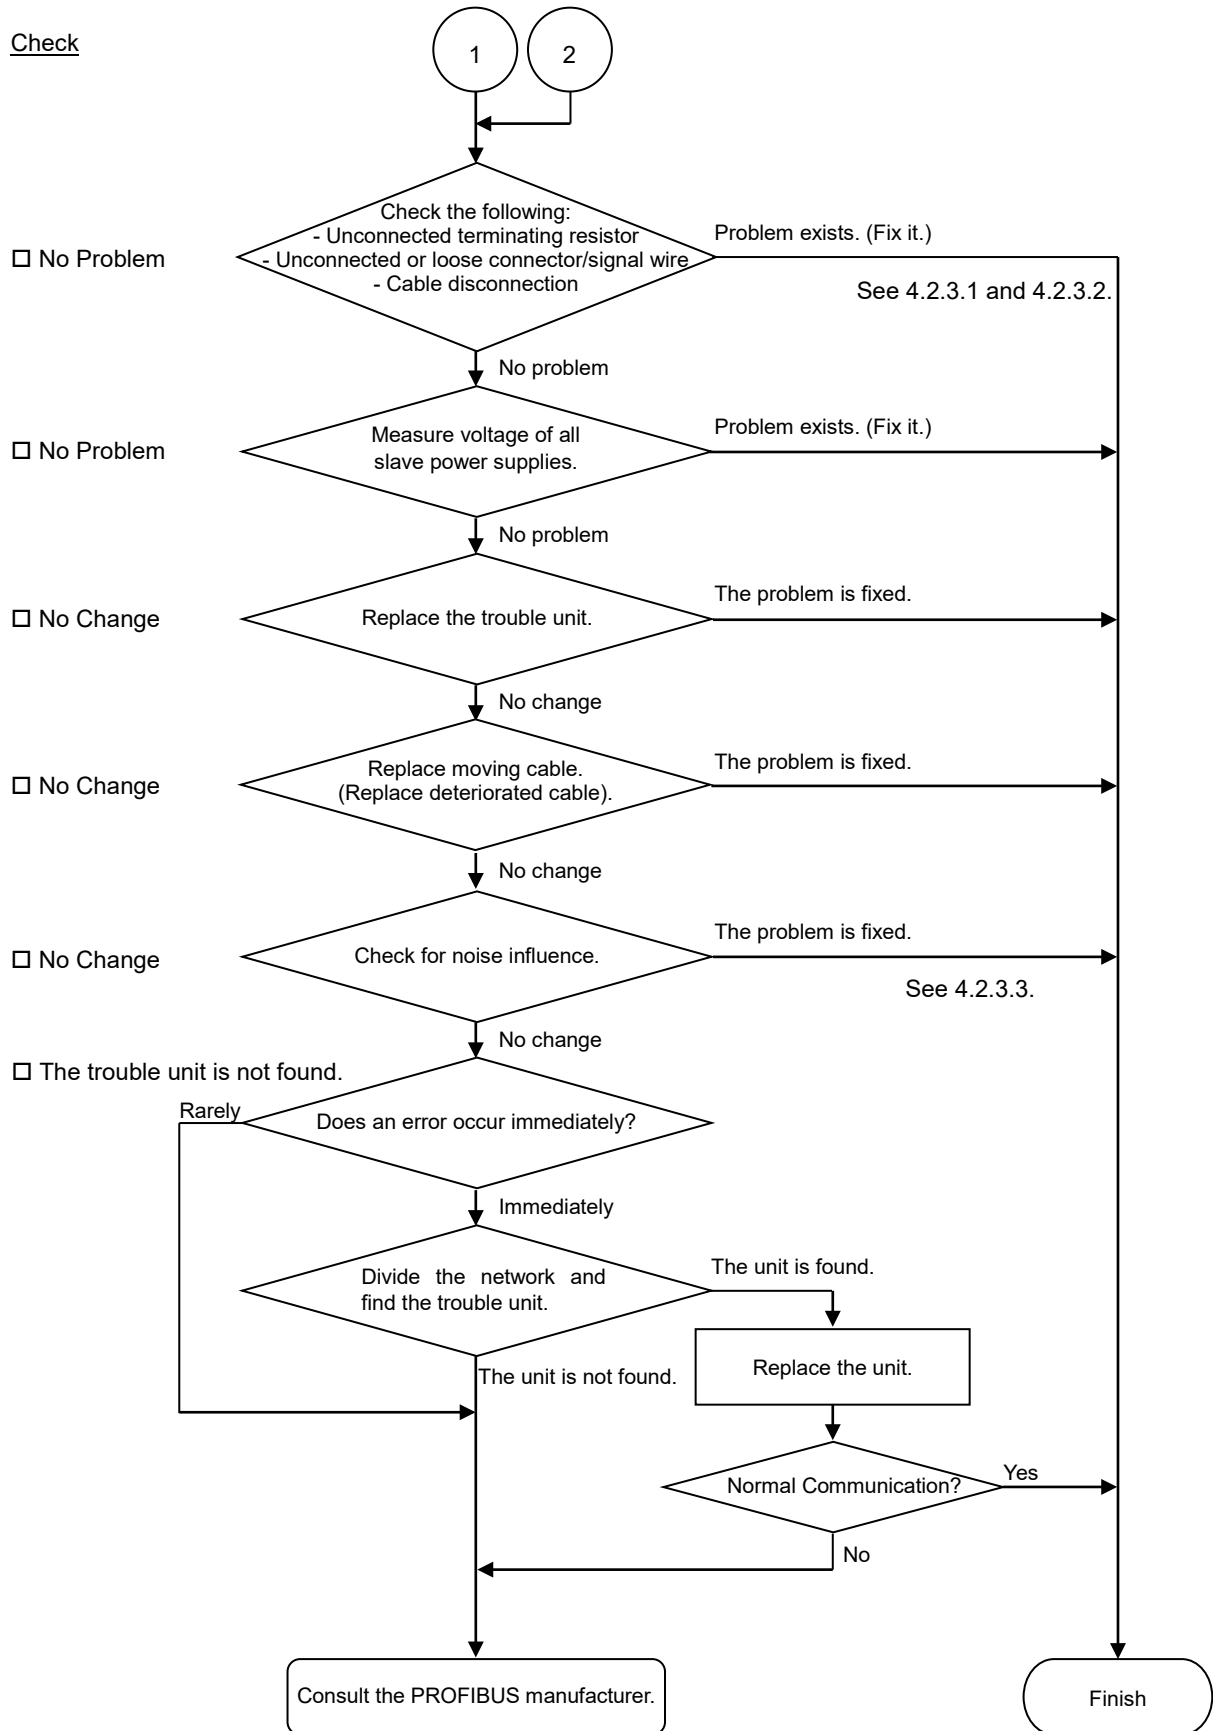 Check
1
2
Check the following:
- Unconnected terminating resistor
- Unconnected or loose connector/signal wire
- Cable disconnection
Problem exists. (Fix it.)
□ No Problem
See 4.2.3.1 and 4.2.3.2.
No problem
Measure voltage of all
slave power supplies.
Problem exists. (Fix it.)
□ No Problem
No problem
Replace the trouble unit.
The problem is fixed.
□ No Change
No change
Replace moving cable.
(Replace deteriorated cable).
The problem is fixed.
□ No Change
No change
Check for noise influence.
The problem is fixed.
□ No Change
See 4.2.3.3.
No change
□ The trouble unit is not found.
Rarely
Does an error occur immediately?
Immediately
Divide the network and
find the trouble unit.
The unit is found.
Replace the unit.
The unit is not found.
Normal Communication?
Yes
No
Consult the PROFIBUS manufacturer.
Finish